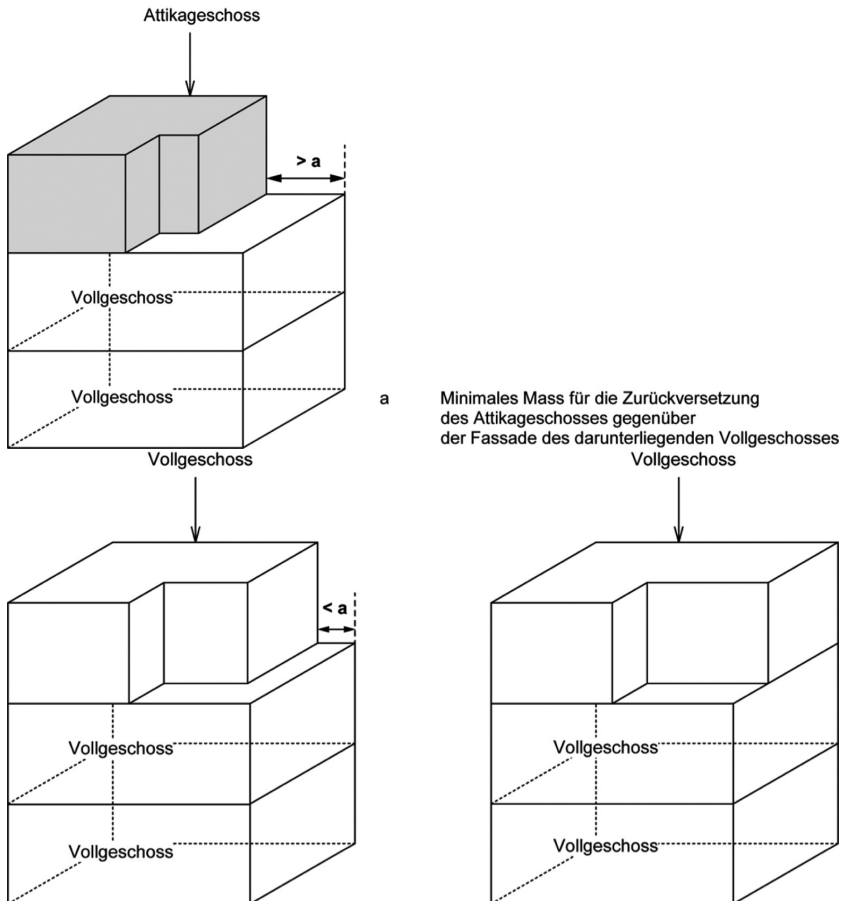 Attikageschoss
> a
Vollgeschoss
Vollgeschoss
a Minimales Mass für die Zurückversetzung
des Attikageschosses gegenüber
der Fassade des darunterliegenden Vollgeschosses
Vollgeschoss
< a
Vollgeschoss
Vollgeschoss
Vollgeschoss
Vollgeschoss
Vollgeschoss